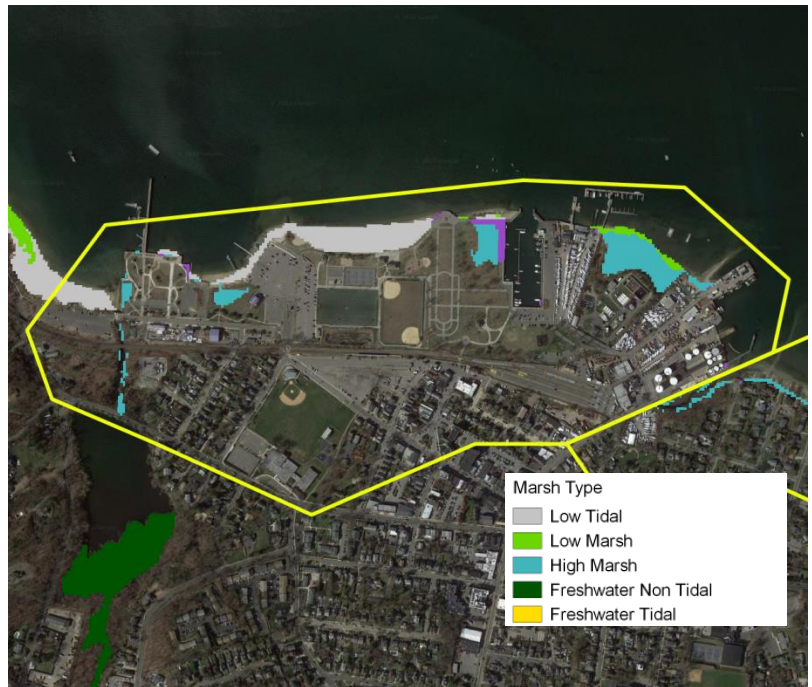 Marsh Type
Low Tidal
Low Marsh
High Marsh
Freshwater Non Tidal
Freshwater Tidal